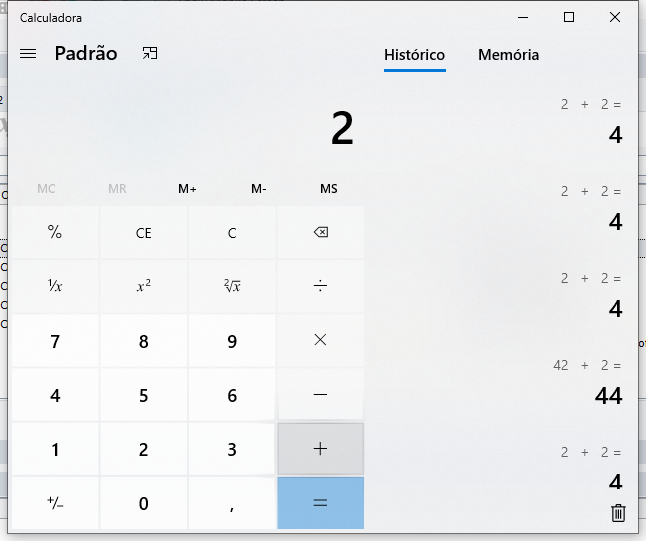 Calculadora
Padrão
Histórico Memória
2
MC MR M+ M- MS
% CE C
¹/x x² ²√x ÷
7 8 9 ×
4 5 6 −
1 2 3 +
+/− 0 , =
2 + 2 =
4
2 + 2 =
4
2 + 2 =
4
42 + 2 =
44
2 + 2 =
4